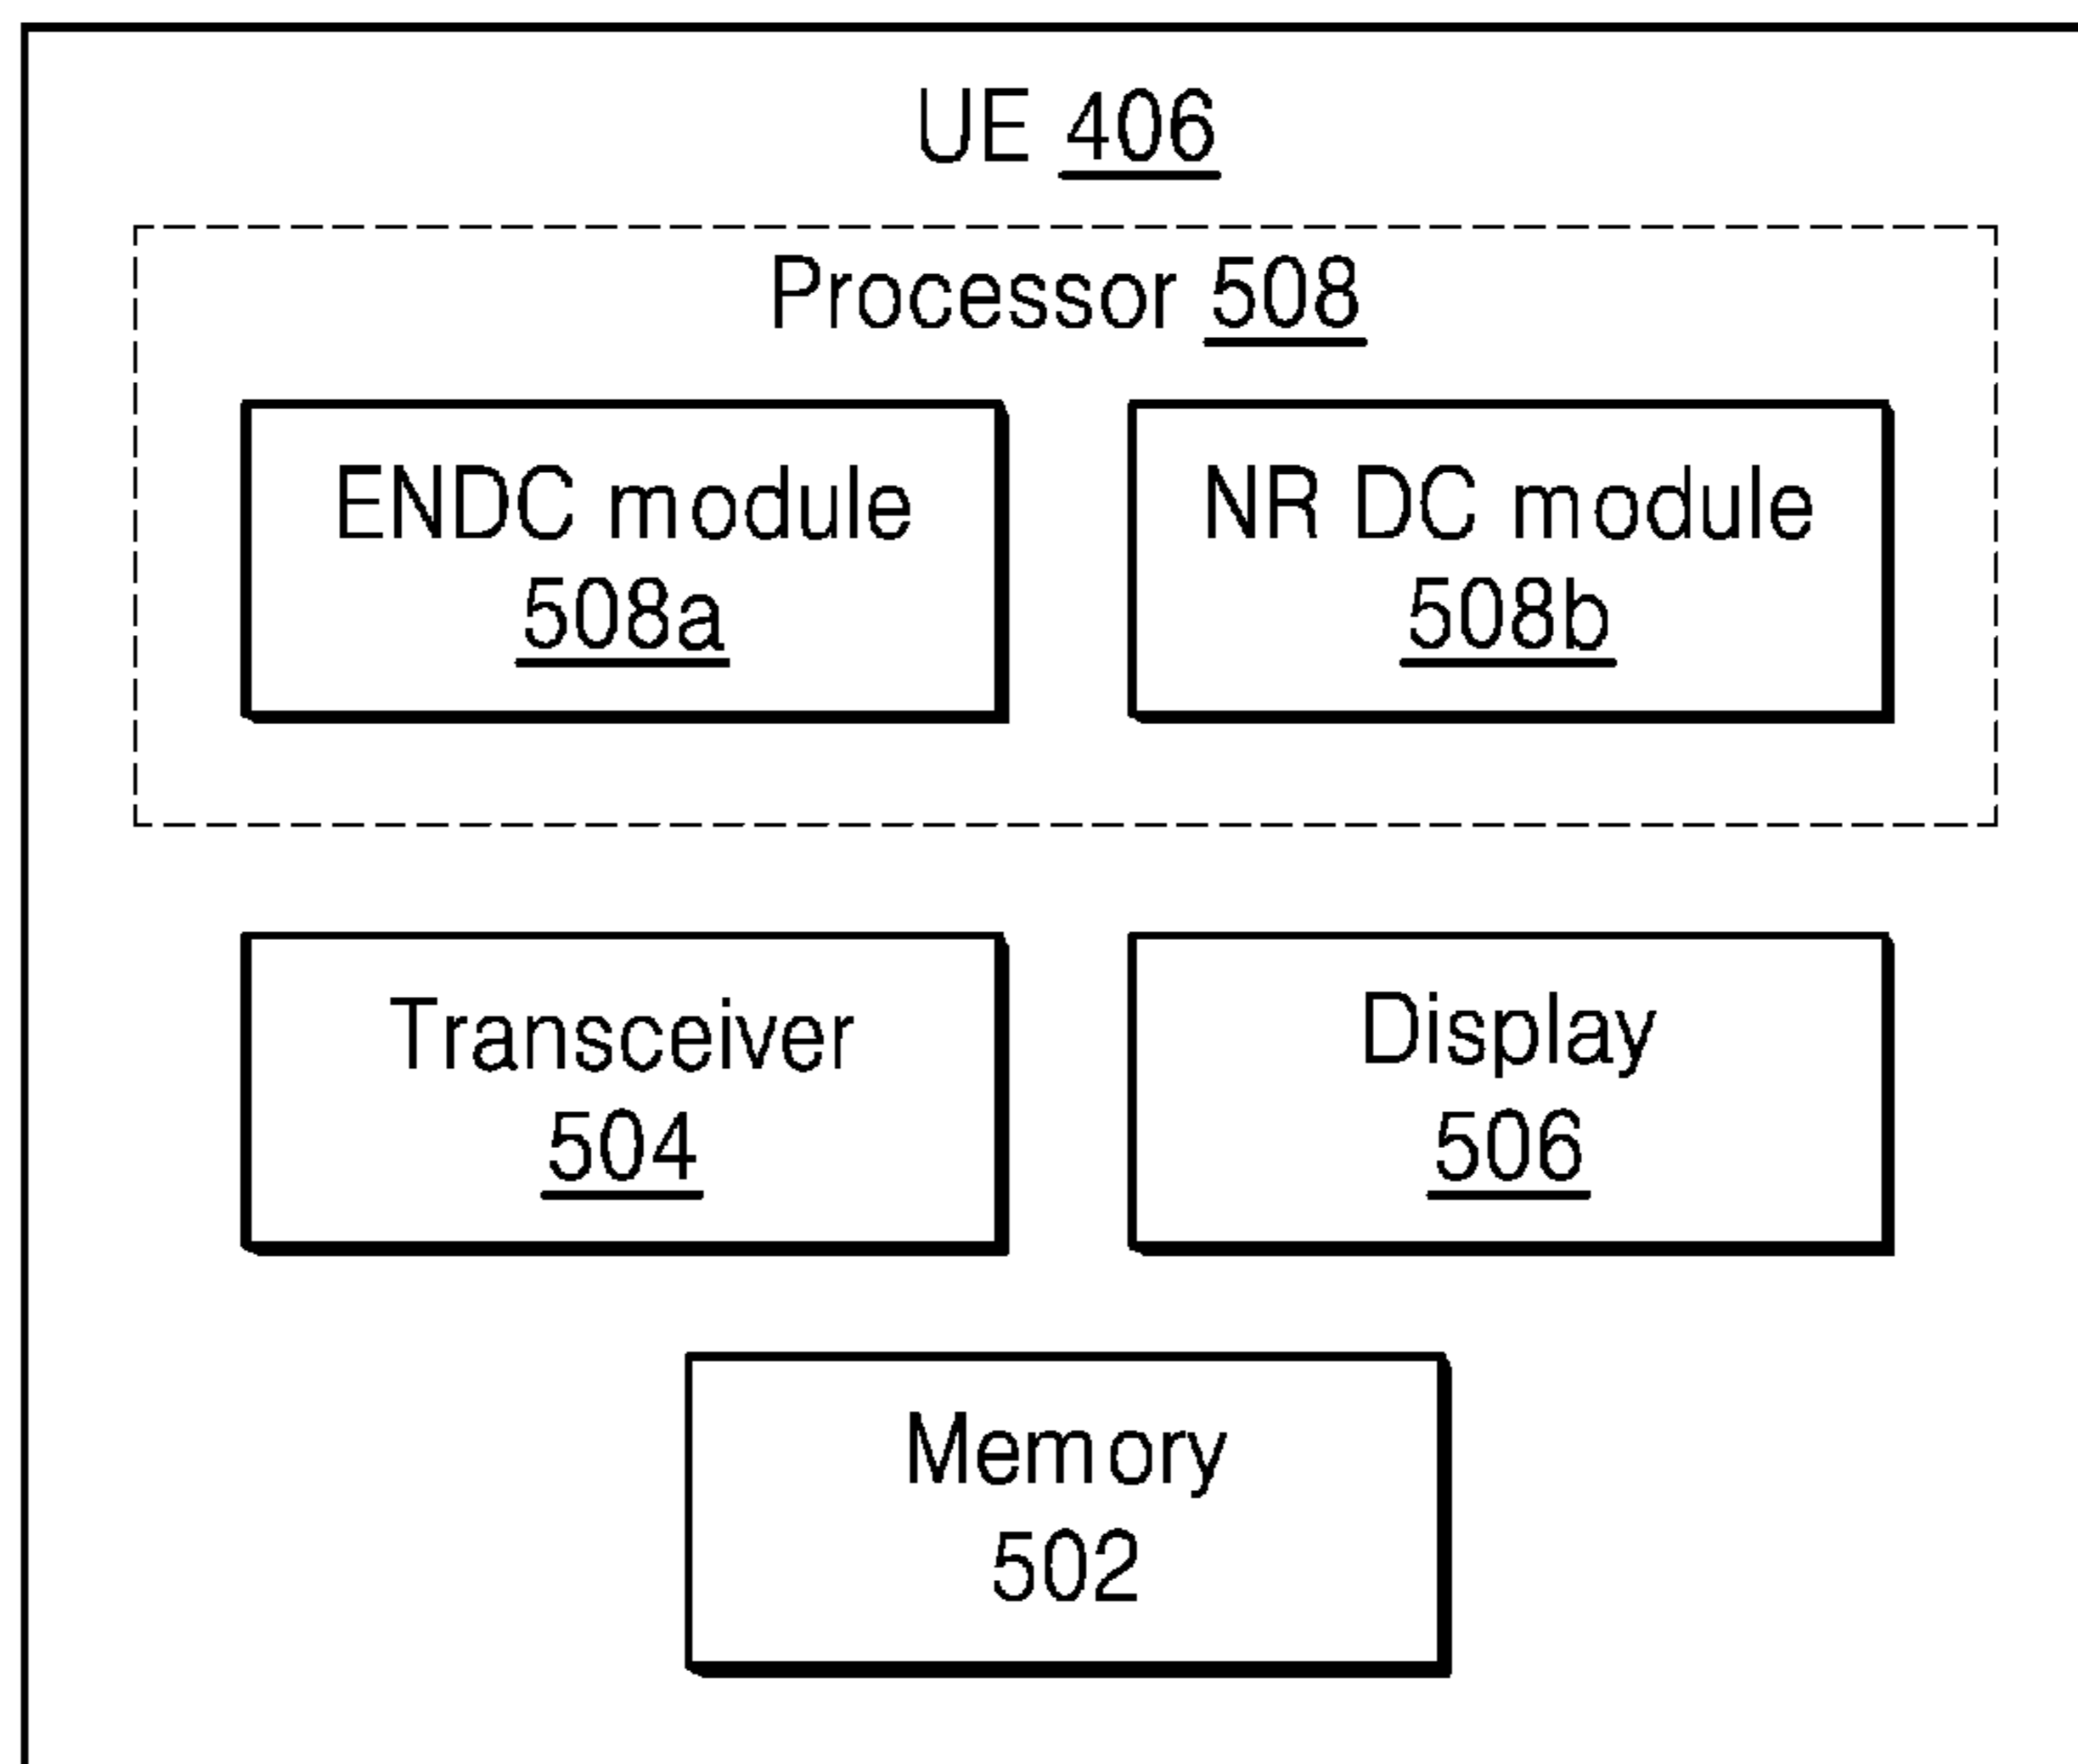 UE 406
Processor 508
ENDC module
508a
NR DC module
508b
Transceiver
504
Display
506
Memory
502